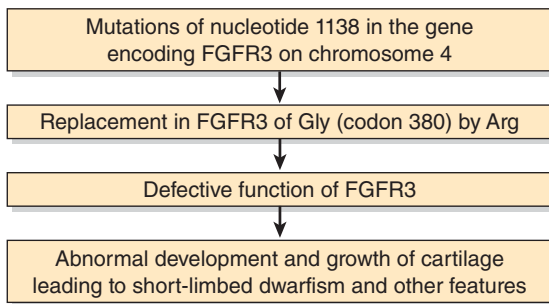 Mutations of nucleotide 1138 in the gene
encoding FGFR3 on chromosome 4
Replacement in FGFR3 of Gly (codon 380) by Arg
Defective function of FGFR3
Abnormal development and growth of cartilage
leading to short-limbed dwarfism and other features